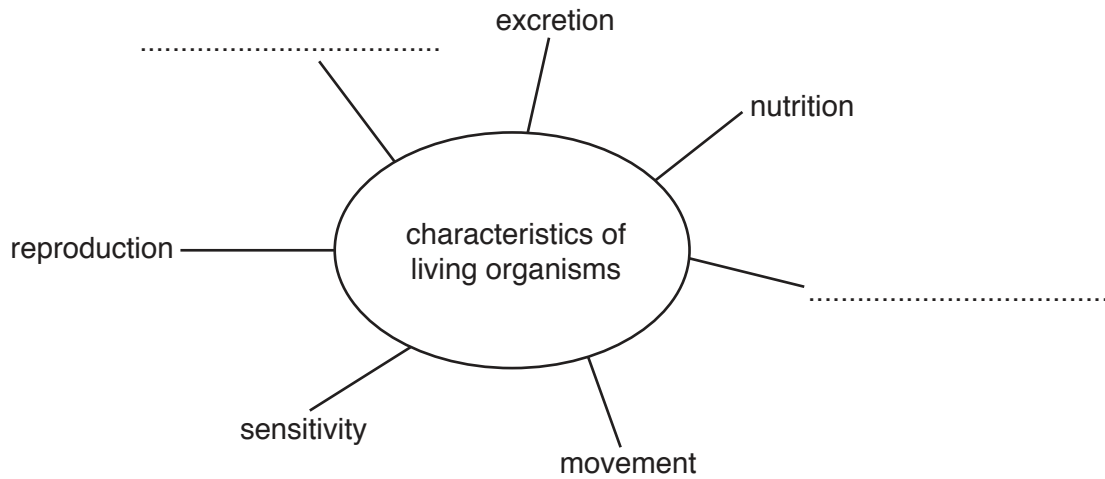 excretion
....................................
nutrition
characteristics of
living organisms
reproduction
....................................
sensitivity
movement